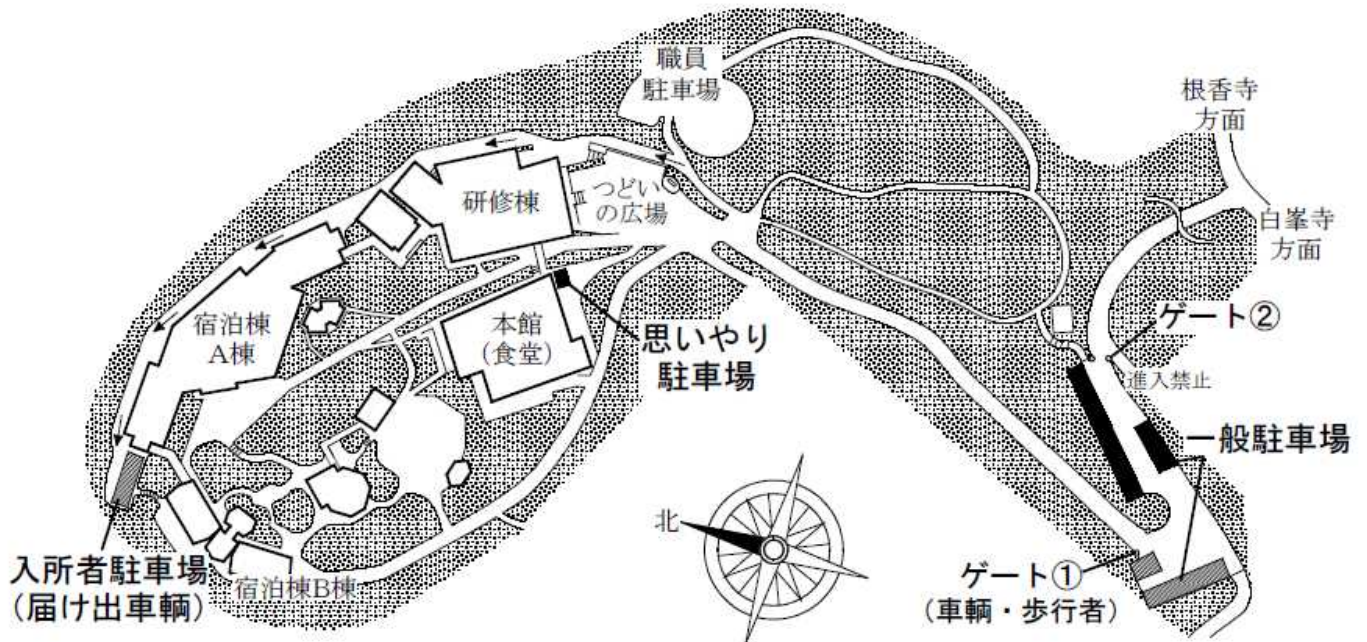 職員
駐車場
根香寺
方面
白峯寺
方面
研修棟
つどい
の広場
ゲート②
進入禁止
宿泊棟
A棟
本館
(食堂)
思いやり
駐車場
一般駐車場
北
入所者駐車場
(届け出車輌)
宿泊棟B棟
ゲート①
(車輌・歩行者)